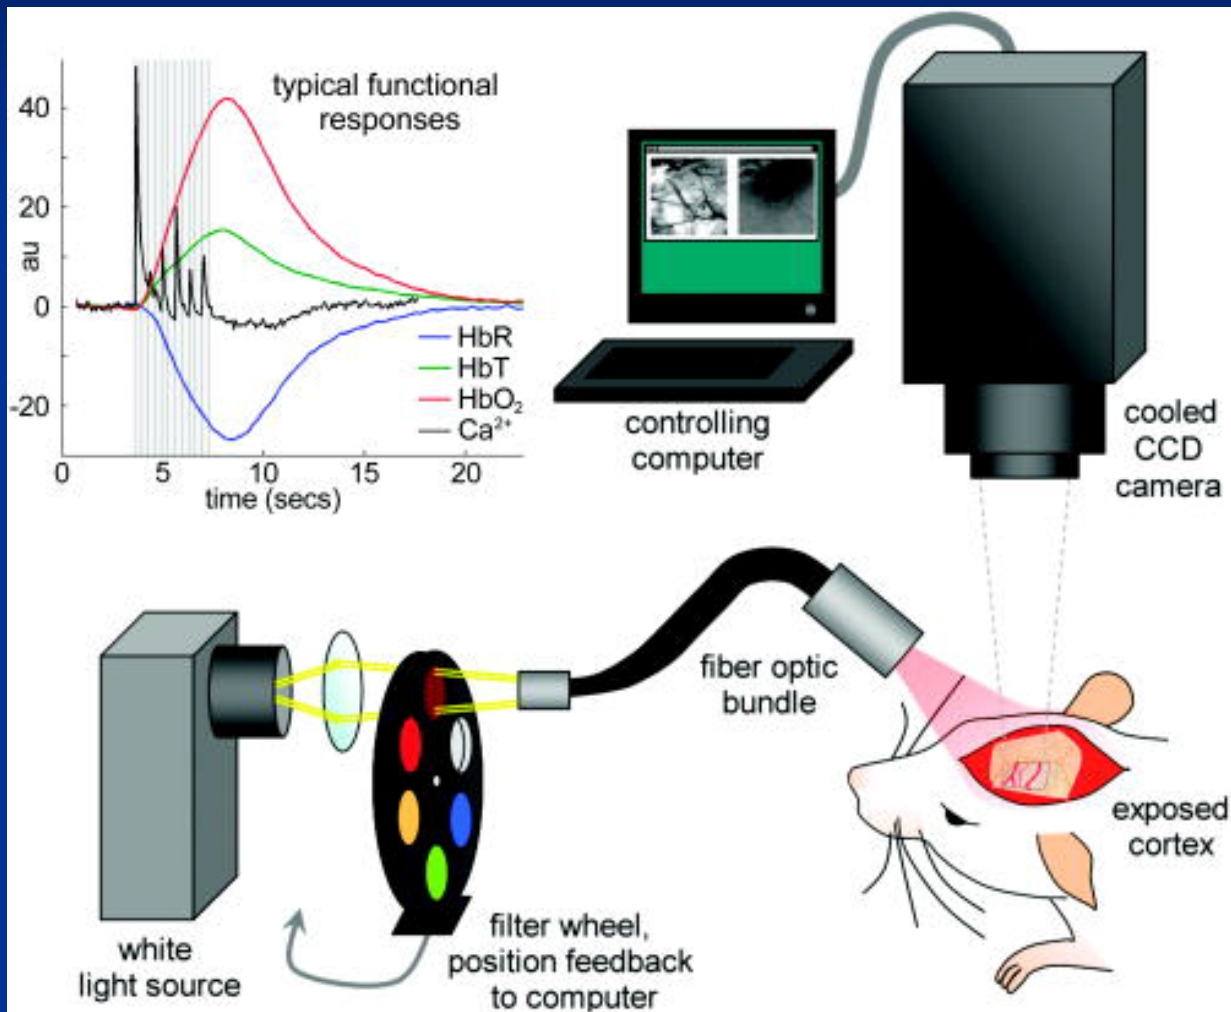 typical functional
responses
40
20
0
-20
au
HbR
HbT
HbO₂
Ca²⁺
0
5
10
15
20
time (secs)
controlling
computer
cooled
CCD
camera
fiber optic
bundle
exposed
cortex
white
light source
filter wheel,
position feedback
to computer